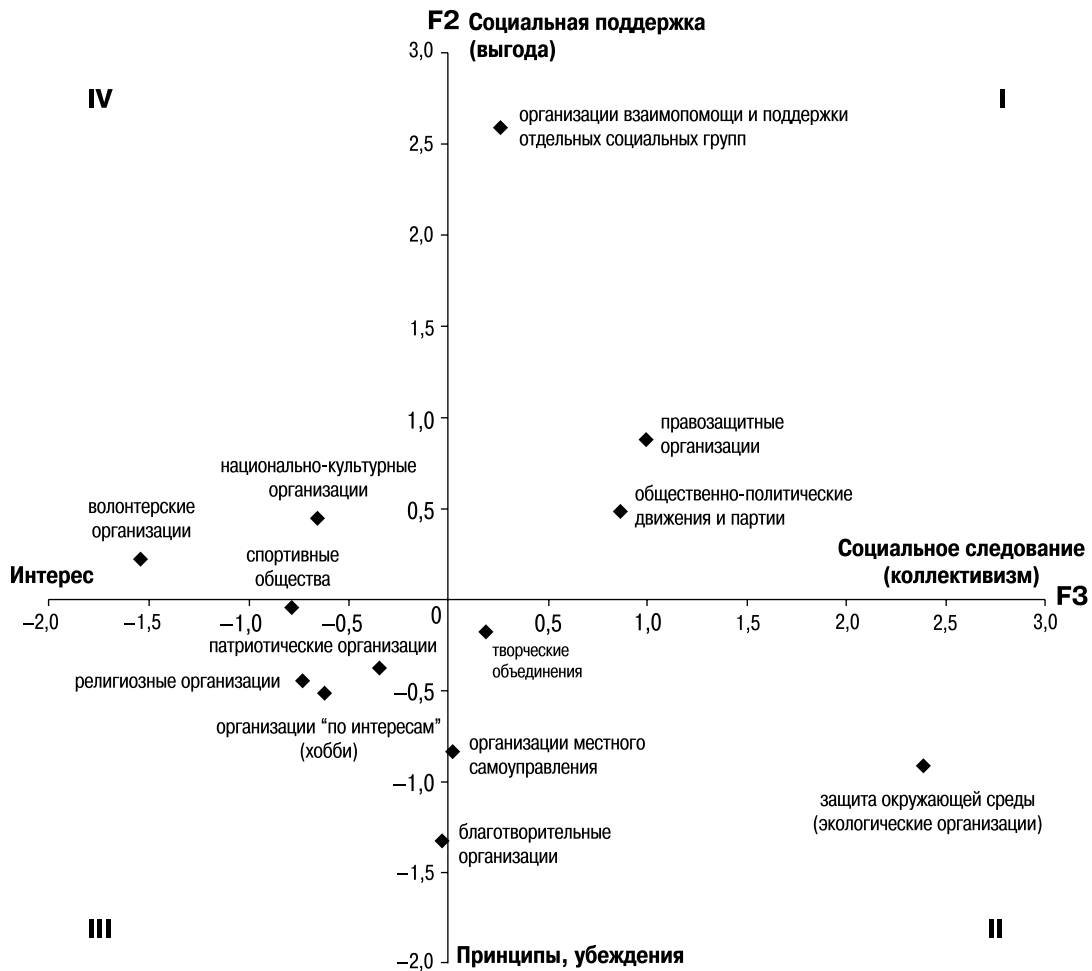 F2 Социальная поддержка
(выгода)
3,0
IV
I
организации взаимопомощи и поддержки
отдельных социальных групп
2,5
2,0
1,5
1,0
правозащитные
организации
национально-культурные
организации
общественно-политические
движения и партии
волонтерские
организации
0,5
спортивные
общества
Интерес
Социальное следование
(коллективизм)
F3
–2,0 –1,5 –1,0 –0,5 0 0,5 1,0 1,5 2,0 2,5 3,0
патриотические организации
творческие
объединения
религиозные организации
–0,5
организации “по интересам”
(хобби)
организации местного
самоуправления
–1,0
защита окружающей среды
(экологические организации)
благотворительные
организации
–1,5
III
II
–2,0
Принципы, убеждения